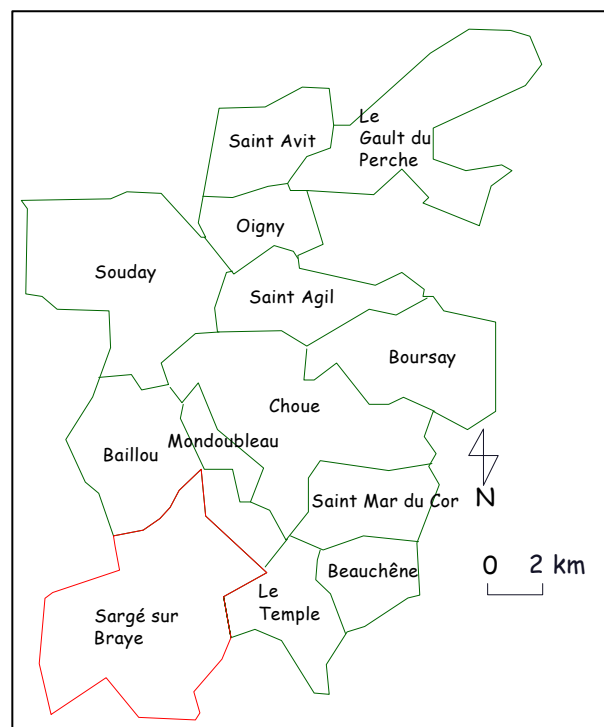 Saint Avit
Le
Gault du
Perche
Oigny
Souday
Saint Agil
Boursay
Choue
Mondoubleau
Baillou
Saint Mar du Cor
N
Beauchêne
0 2 km
Le
Temple
Sargé sur
Braye